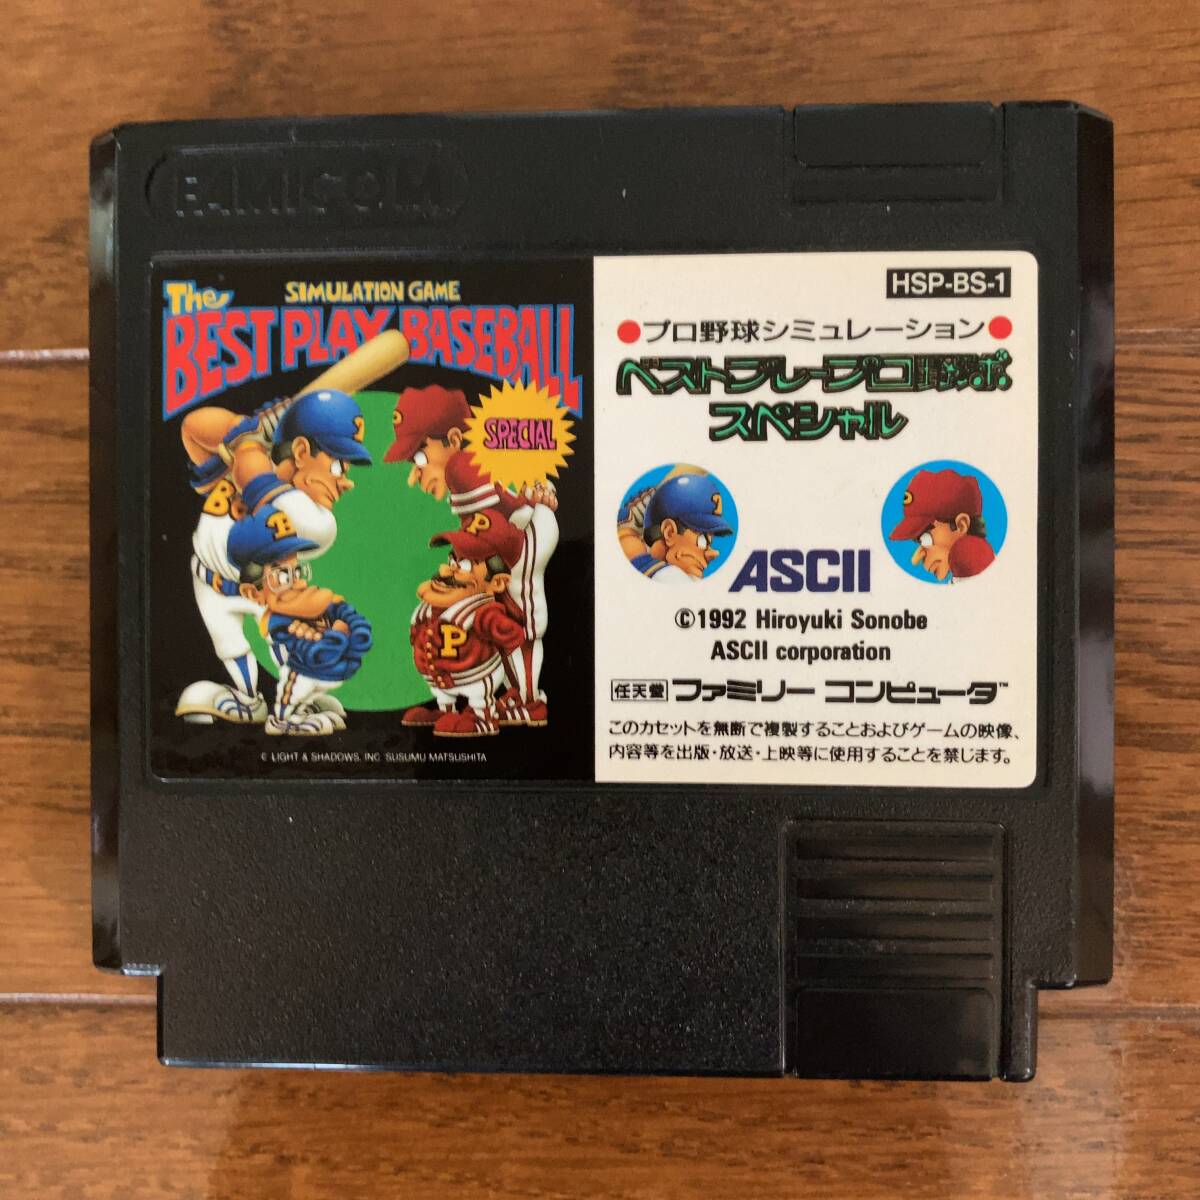 FAMICOM
The
SIMULATION GAME
BEST PLAY BASEBALL
SPECIAL
B
B
P
P
P
© LIGHT & SHADOWS, INC. SUSUMU MATSUSHITA
HSP-BS-1
●プロ野球シミュレーション●
ベストプレープロ野球
スペシャル
P
ASCII
©1992 Hiroyuki Sonobe
ASCII corporation
任天堂 ファミリー コンピュータ™
このカセットを無断で複製することおよびゲームの映像、
内容等を出版・放送・上映等に使用することを禁じます。